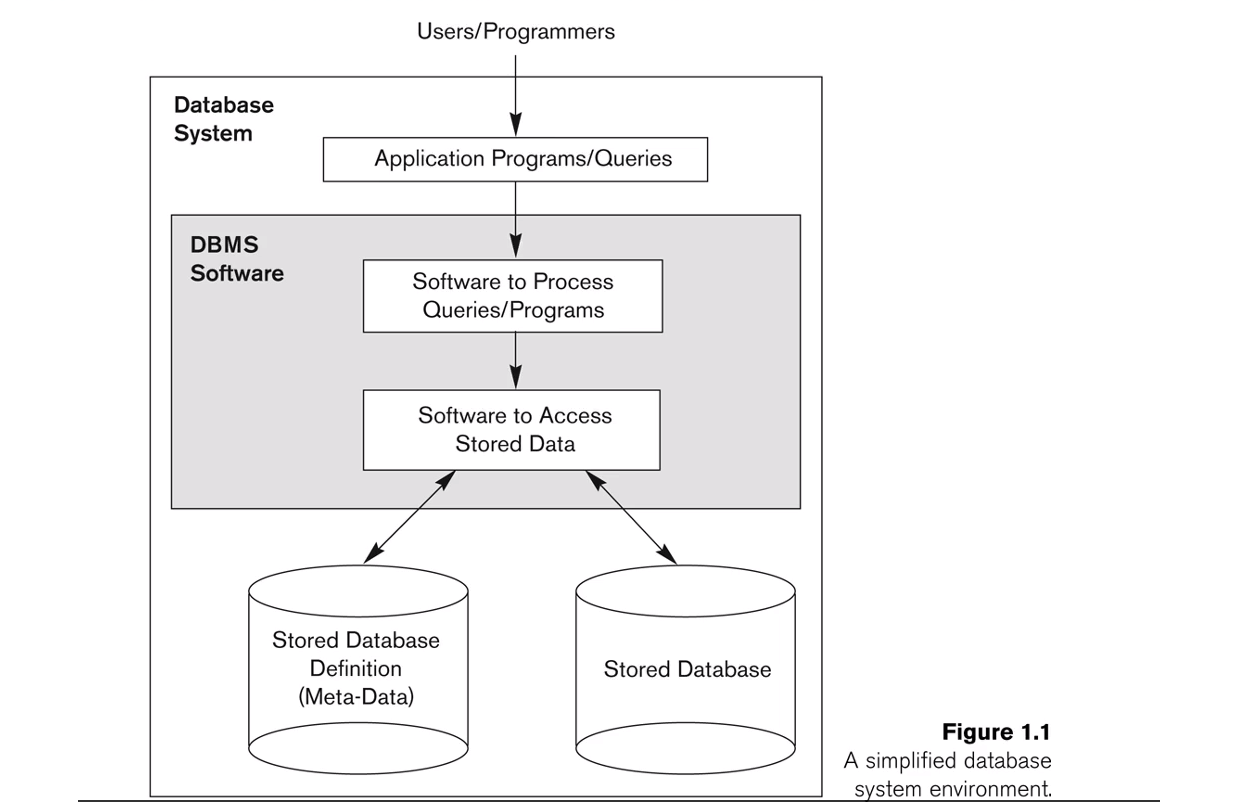 Users/Programmers
Database
System
Application Programs/Queries
DBMS
Software
Software to Process
Queries/Programs
Software to Access
Stored Data
Stored Database
Definition
(Meta-Data)
Stored Database
Figure 1.1
A simplified database
system environment.